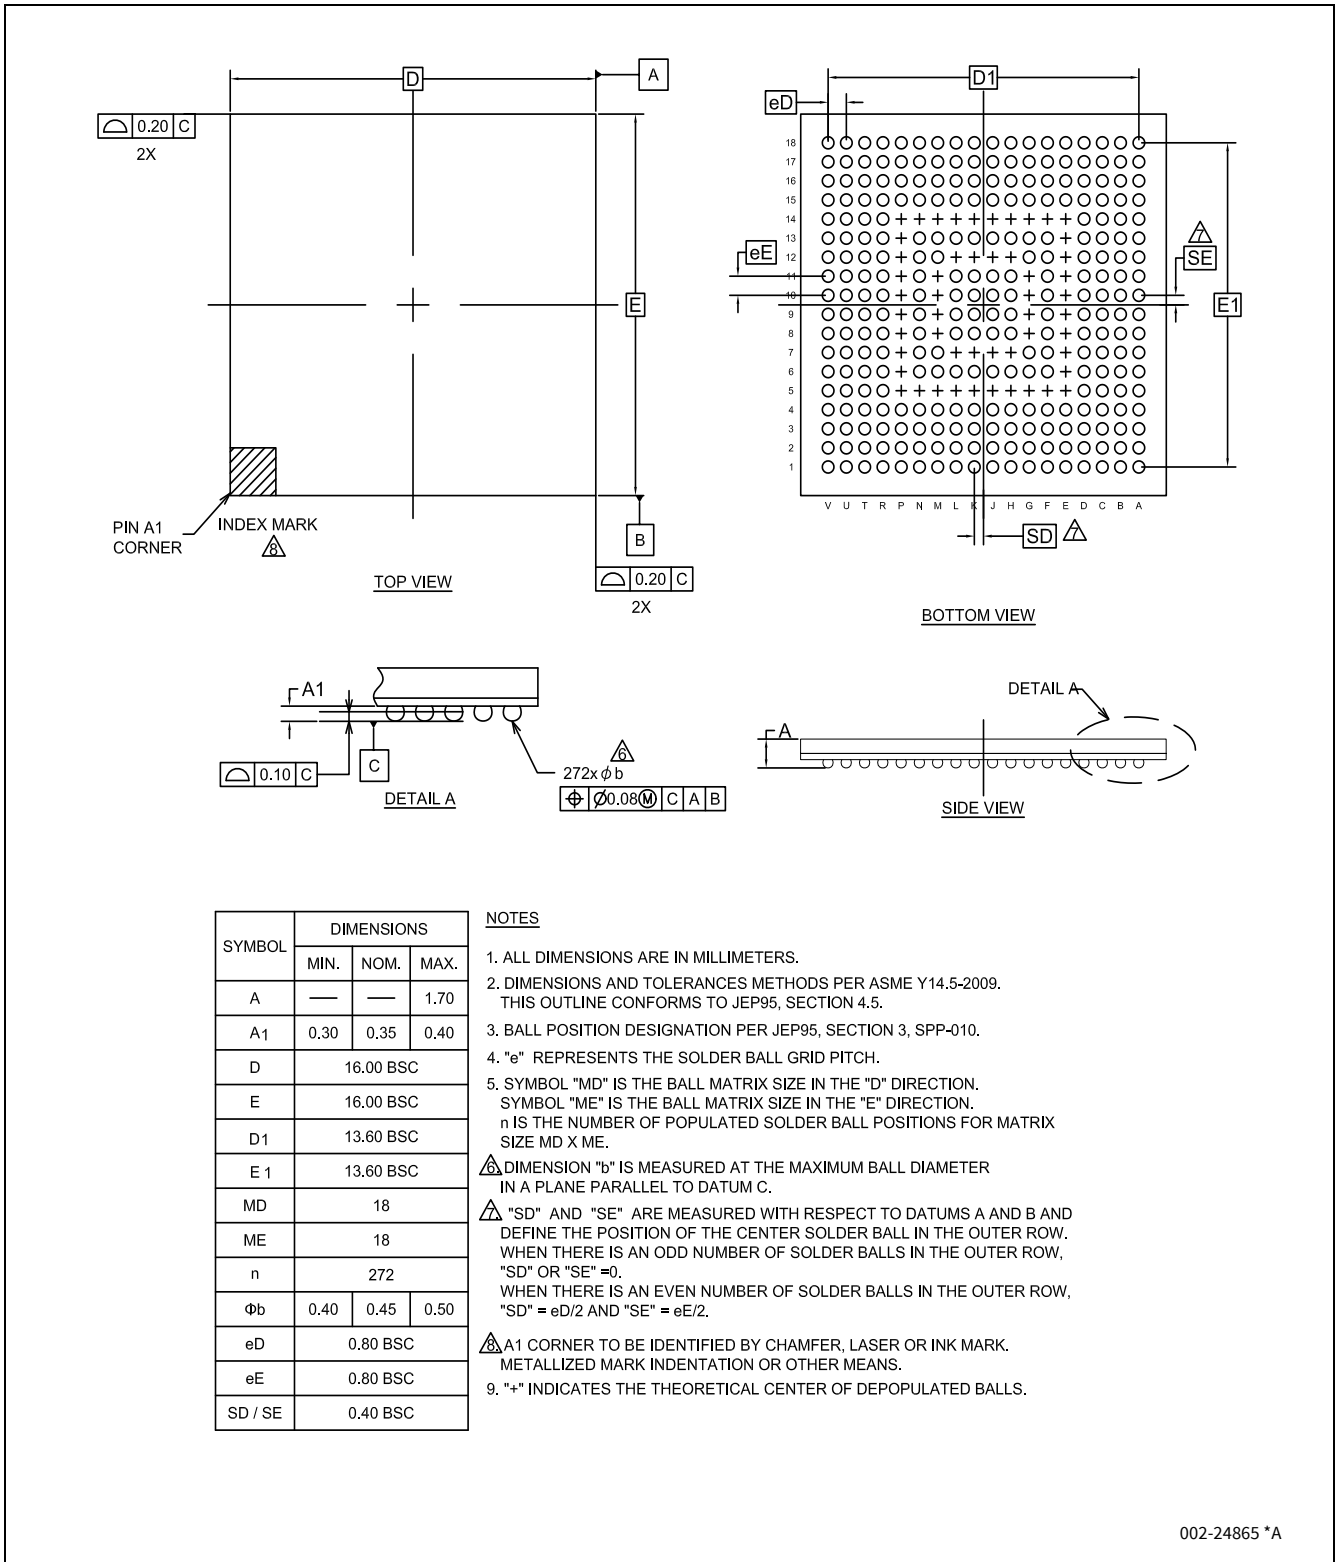 D
A
0.20 C
2X
E
PIN A1
CORNER
INDEX MARK
8
B
0.20 C
2X
TOP VIEW
D1
eD
18
17
16
15
14
13
12
11
10
9
8
7
6
5
4
3
2
1
eE
7
SE
E1
V U T R P N M L K J H G F E D C B A
SD 7
BOTTOM VIEW
A1
0.10 C
C
6
272x ϕ b
⌖ Ø0.08Ⓜ C A B
DETAIL A
DETAIL A
A
SIDE VIEW
SYMBOL DIMENSIONS
MIN. NOM. MAX.
A — — 1.70
A1 0.30 0.35 0.40
D 16.00 BSC
E 16.00 BSC
D1 13.60 BSC
E 1 13.60 BSC
MD 18
ME 18
n 272
Φb 0.40 0.45 0.50
eD 0.80 BSC
eE 0.80 BSC
SD / SE 0.40 BSC
NOTES
1. ALL DIMENSIONS ARE IN MILLIMETERS.
2. DIMENSIONS AND TOLERANCES METHODS PER ASME Y14.5-2009.
THIS OUTLINE CONFORMS TO JEP95, SECTION 4.5.
3. BALL POSITION DESIGNATION PER JEP95, SECTION 3, SPP-010.
4. "e" REPRESENTS THE SOLDER BALL GRID PITCH.
5. SYMBOL "MD" IS THE BALL MATRIX SIZE IN THE "D" DIRECTION.
SYMBOL "ME" IS THE BALL MATRIX SIZE IN THE "E" DIRECTION.
n IS THE NUMBER OF POPULATED SOLDER BALL POSITIONS FOR MATRIX
SIZE MD X ME.
6. DIMENSION "b" IS MEASURED AT THE MAXIMUM BALL DIAMETER
IN A PLANE PARALLEL TO DATUM C.
7. "SD" AND "SE" ARE MEASURED WITH RESPECT TO DATUMS A AND B AND
DEFINE THE POSITION OF THE CENTER SOLDER BALL IN THE OUTER ROW.
WHEN THERE IS AN ODD NUMBER OF SOLDER BALLS IN THE OUTER ROW,
"SD" OR "SE" =0.
WHEN THERE IS AN EVEN NUMBER OF SOLDER BALLS IN THE OUTER ROW,
"SD" = eD/2 AND "SE" = eE/2.
8. A1 CORNER TO BE IDENTIFIED BY CHAMFER, LASER OR INK MARK.
METALLIZED MARK INDENTATION OR OTHER MEANS.
9. "+" INDICATES THE THEORETICAL CENTER OF DEPOPULATED BALLS.
002-24865 *A